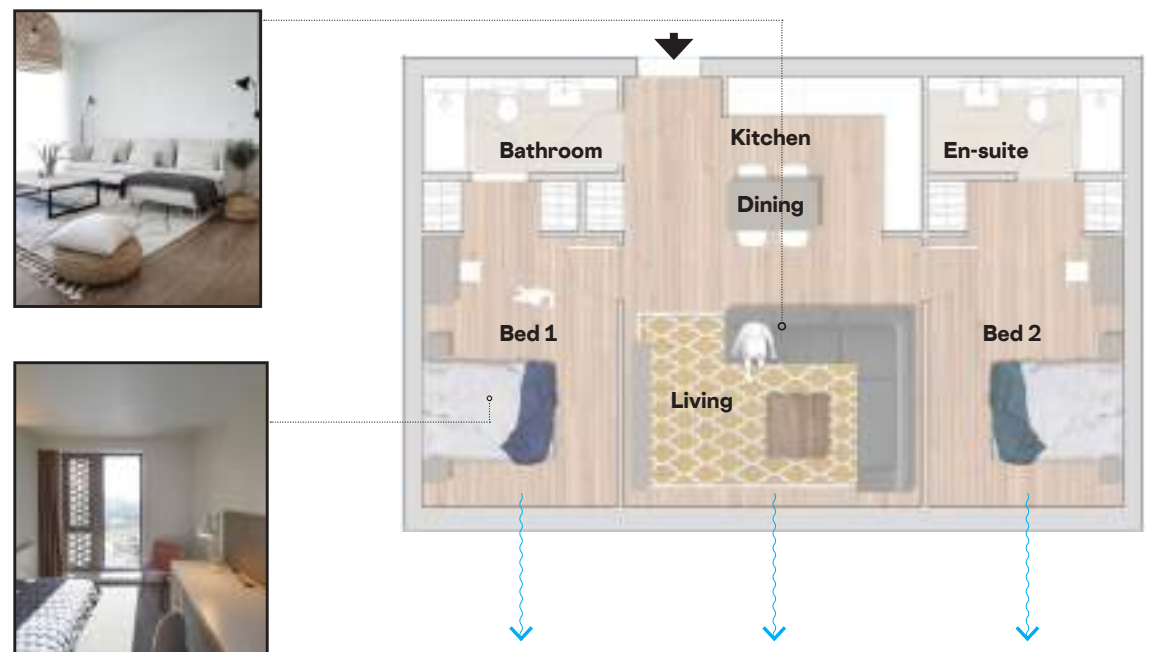 Bathroom
Kitchen
En-suite
Dining
Bed 1
Bed 2
Living